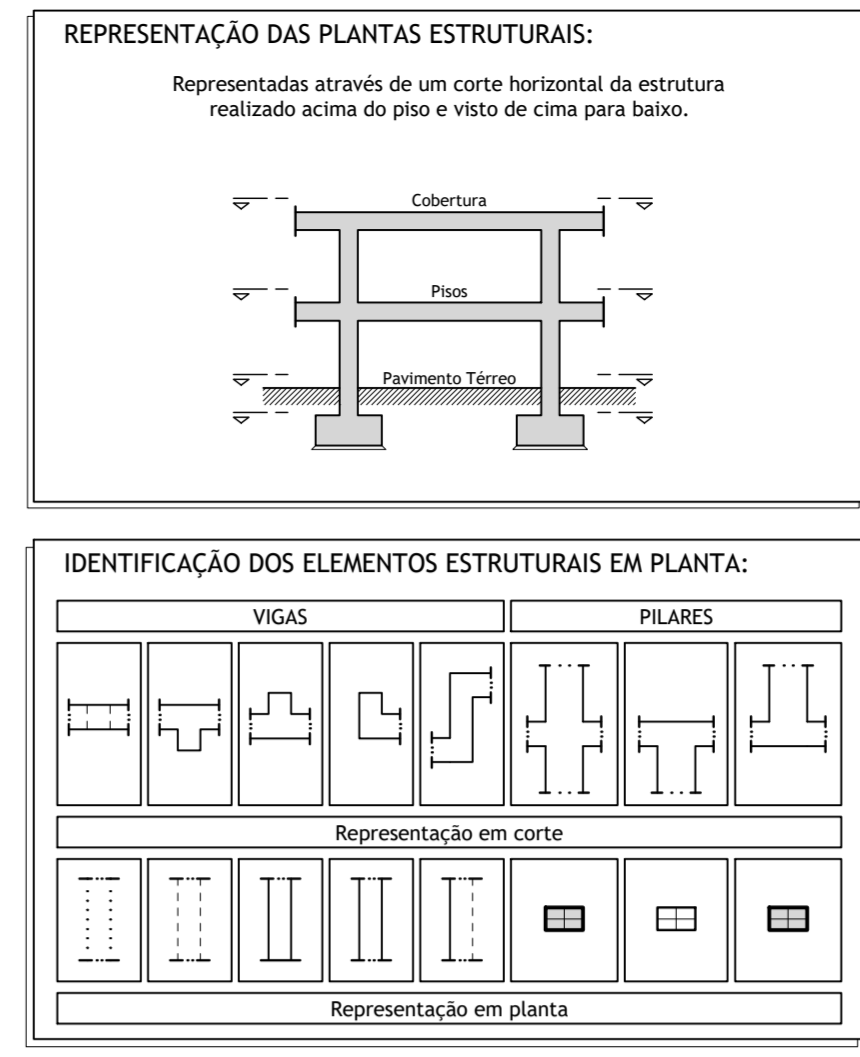 REPRESENTAÇÃO DAS PLANTAS ESTRUTURAIS:
Representadas através de um corte horizontal da estrutura
realizado acima do piso e visto de cima para baixo.
Cobertura
Pisos
Pavimento Térreo
IDENTIFICAÇÃO DOS ELEMENTOS ESTRUTURAIS EM PLANTA:
VIGAS
PILARES
Representação em corte
Representação em planta